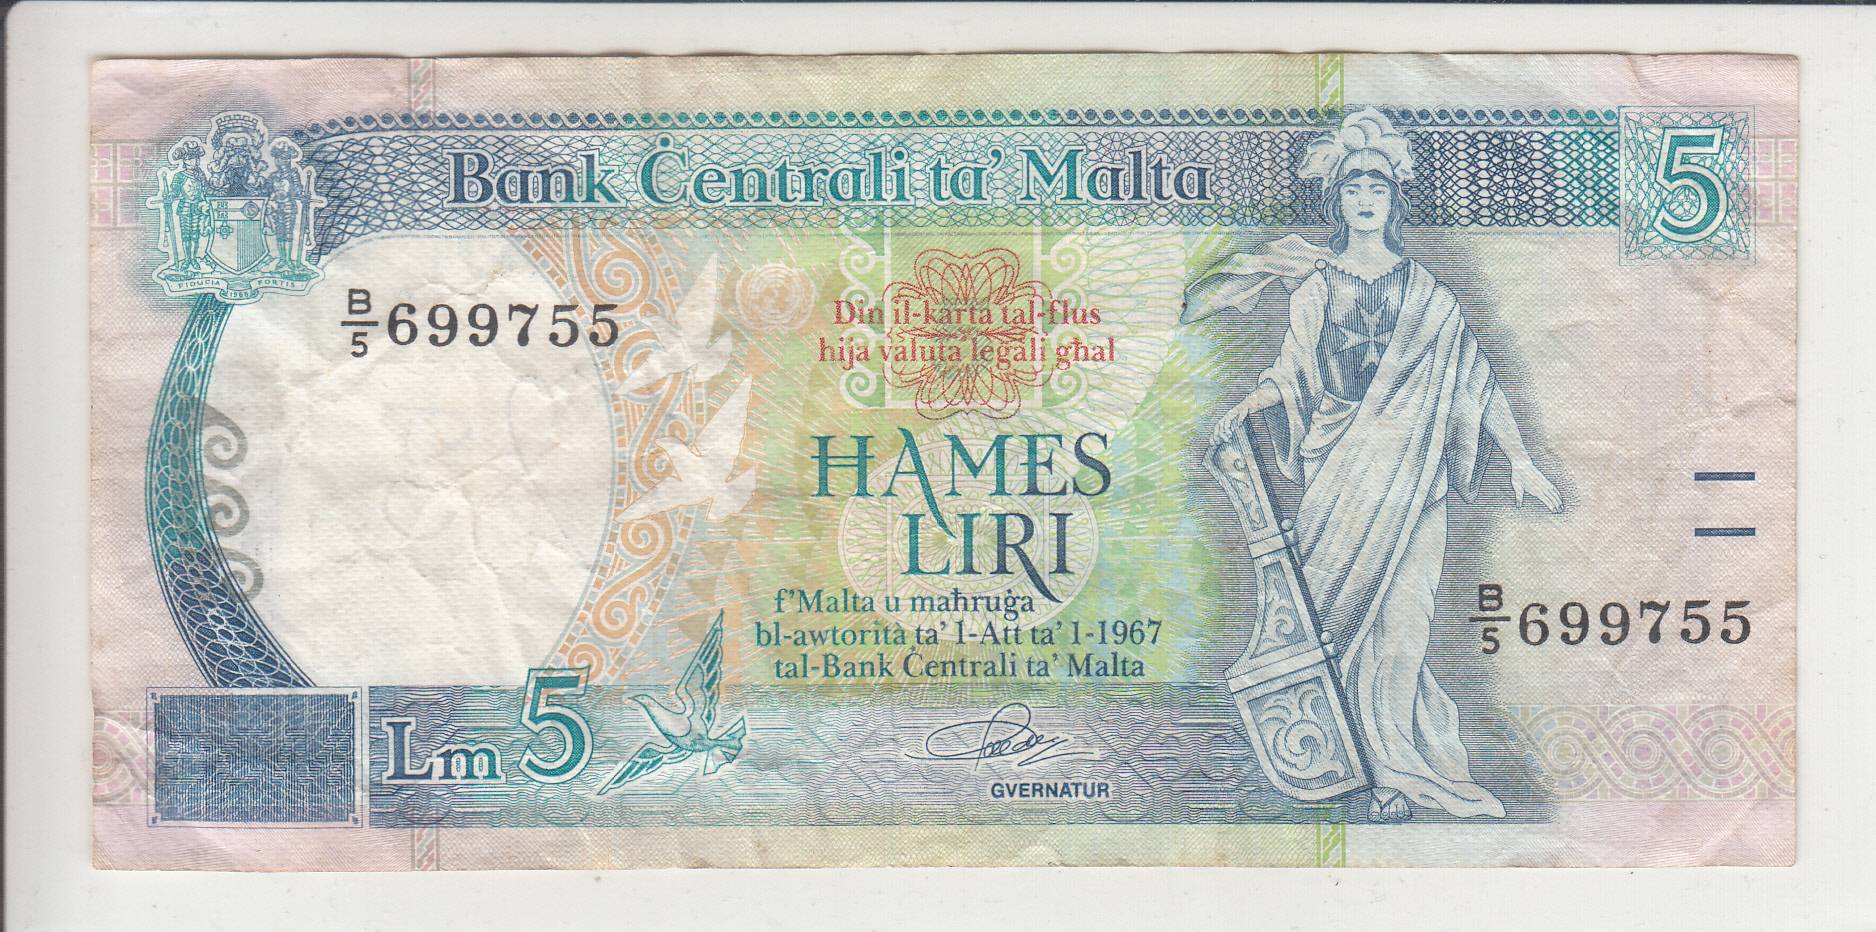 Bank Ċentrali ta' Malta
5
FIDUCIA FORTIS
B/5 699755
Din il-karta tal-flus
hija valuta legali għal
ĦAMES
LIRI
f'Malta u maħruġa
bl-awtorità ta' l-Att ta' l-1967
tal-Bank Ċentrali ta' Malta
B/5 699755
Lm 5
GVERNATUR